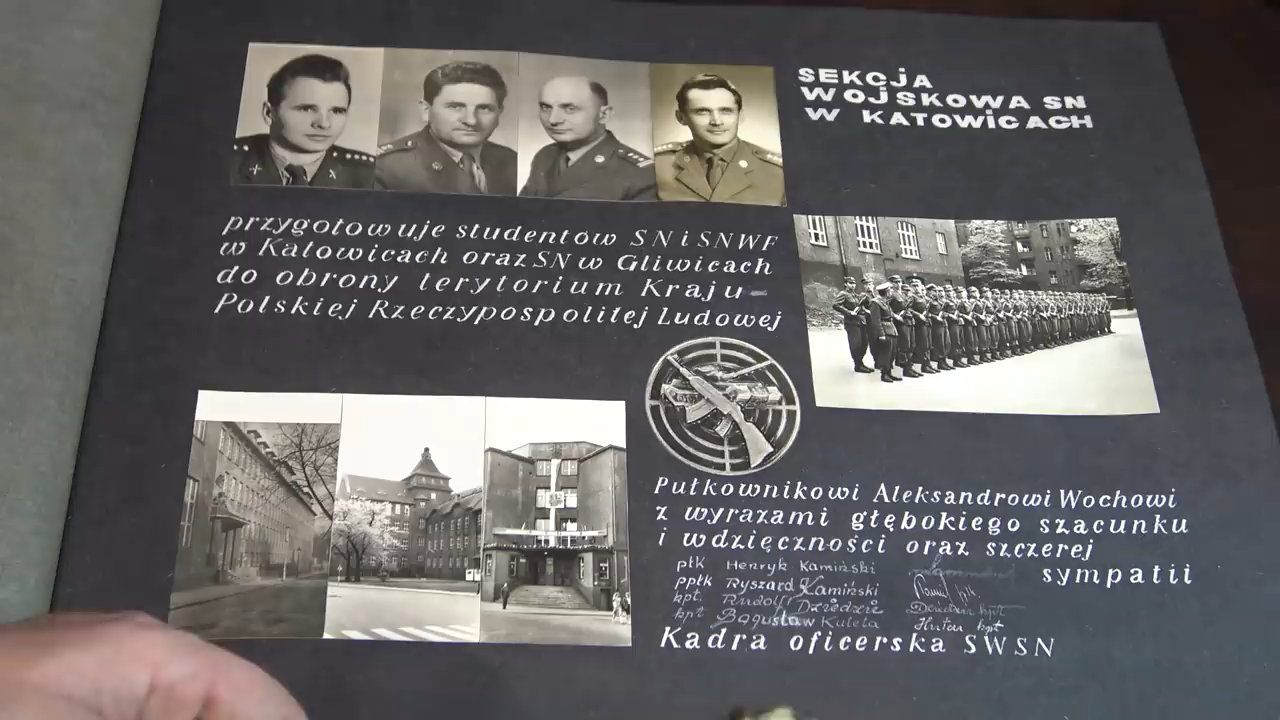 SEKCJA
WOJSKOWA SN
W KATOWICACH
przygotowuje studentów SN i SNWF
w Katowicach oraz SN w Gliwicach
do obrony terytorium Kraju-
Polskiej Rzeczypospolitej Ludowej
Pułkownikowi Aleksandrowi Wochowi
z wyrazami głębokiego szacunku
i wdzięczności oraz szczerej
sympatii
płk Henryk Kamiński
ppłk Ryszard Kamiński
kpt. Rudolf Dziedzic
kpt Bogusław
Kadra oficerska SWSN